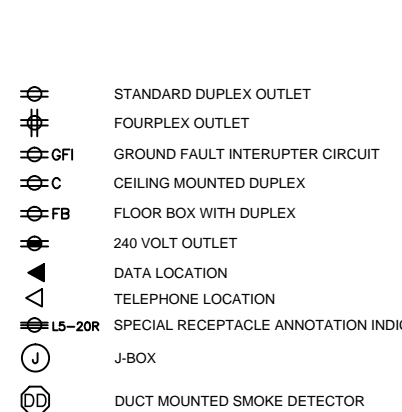 STANDARD DUPLEX OUTLET
FOURPLEX OUTLET
GFI GROUND FAULT INTERUPTER CIRCUIT
C CEILING MOUNTED DUPLEX
FB FLOOR BOX WITH DUPLEX
240 VOLT OUTLET
DATA LOCATION
TELEPHONE LOCATION
L5-20R SPECIAL RECEPTACLE ANNOTATION
J J-BOX
DD DUCT MOUNTED SMOKE DETECTOR